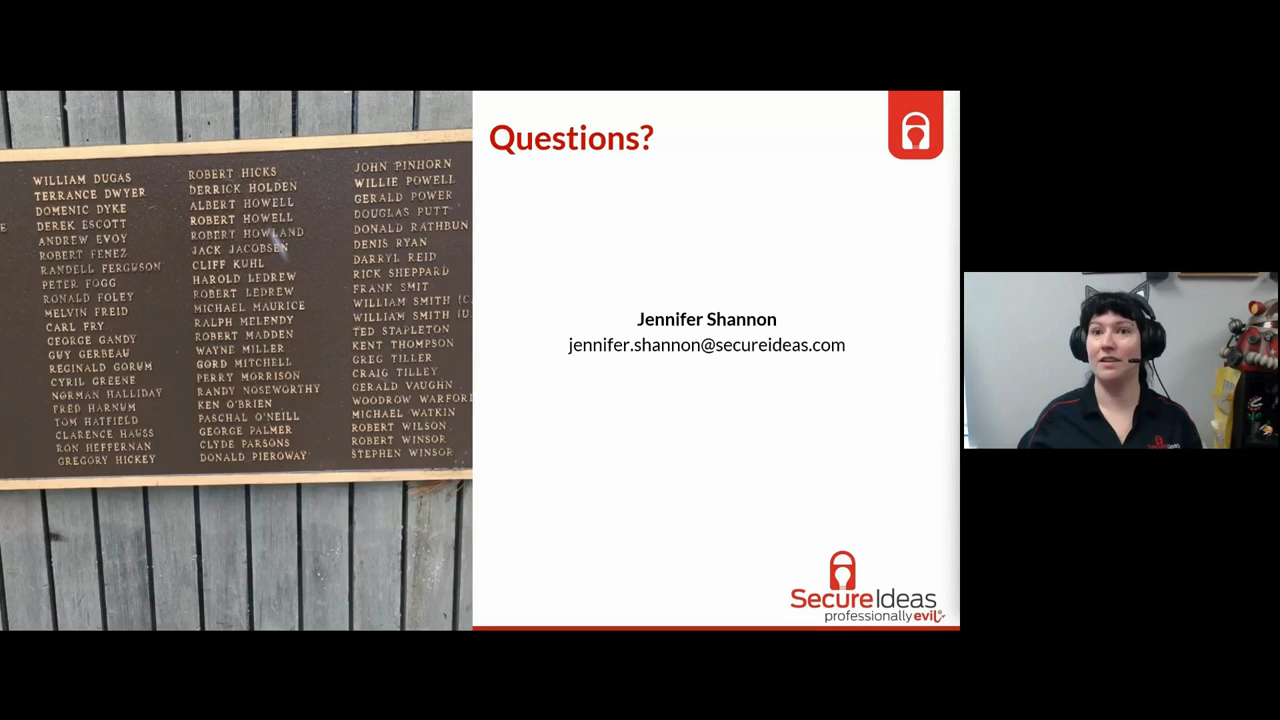 WILLIAM DUGAS
TERRANCE DWYER
DOMENIC DYKE
DEREK ESCOTT
ANDREW EVOY
ROBERT FENEZ
RANDELL FERGUSON
PETER FOGG
RONALD FOLEY
MELVIN FREID
CARL FRY
GEORGE GANDY
GUY GERBEAU
REGINALD GORUM
CYRIL GREENE
NORMAN HALLIDAY
FRED HARNUM
TOM HATFIELD
CLARENCE HAUSS
RON HEFFERNAN
GREGORY HICKEY
ROBERT HICKS
DERRICK HOLDEN
ALBERT HOWELL
ROBERT HOWELL
ROBERT HOWLAND
JACK JACOBSEN
CLIFF KUHL
HAROLD LEDREW
ROBERT LEDREW
MICHAEL MAURICE
RALPH MELENDY
ROBERT MADDEN
WAYNE MILLER
GORD MITCHELL
PERRY MORRISON
RANDY NOSEWORTHY
KEN O'BRIEN
PASCHAL O'NEILL
GEORGE PALMER
CLYDE PARSONS
DONALD PIEROWAY
JOHN PINHORN
WILLIE POWELL
GERALD POWER
DOUGLAS PUTT
DONALD RATHBUN
DENIS RYAN
DARRYL REID
RICK SHEPPARD
FRANK SMIT
WILLIAM SMITH (C.
WILLIAM SMITH (U.
TED STAPLETON
KENT THOMPSON
GREG TILLER
CRAIG TILLEY
GERALD VAUGHN
WOODROW WARFORD
MICHAEL WATKIN
ROBERT WILSON
ROBERT WINSOR
STEPHEN WINSOR
Questions?
Jennifer Shannon
jennifer.shannon@secureideas.com
SecureIdeas
professionally evil
SecureIdeas